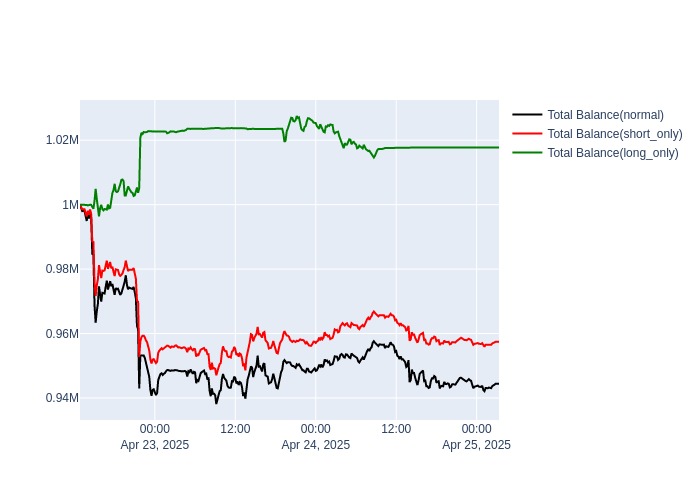 Total Balance(normal)
Total Balance(short_only)
Total Balance(long_only)
1.02M
1M
0.98M
0.96M
0.94M
00:00 12:00 00:00 12:00 00:00
Apr 23, 2025 Apr 24, 2025 Apr 25, 2025